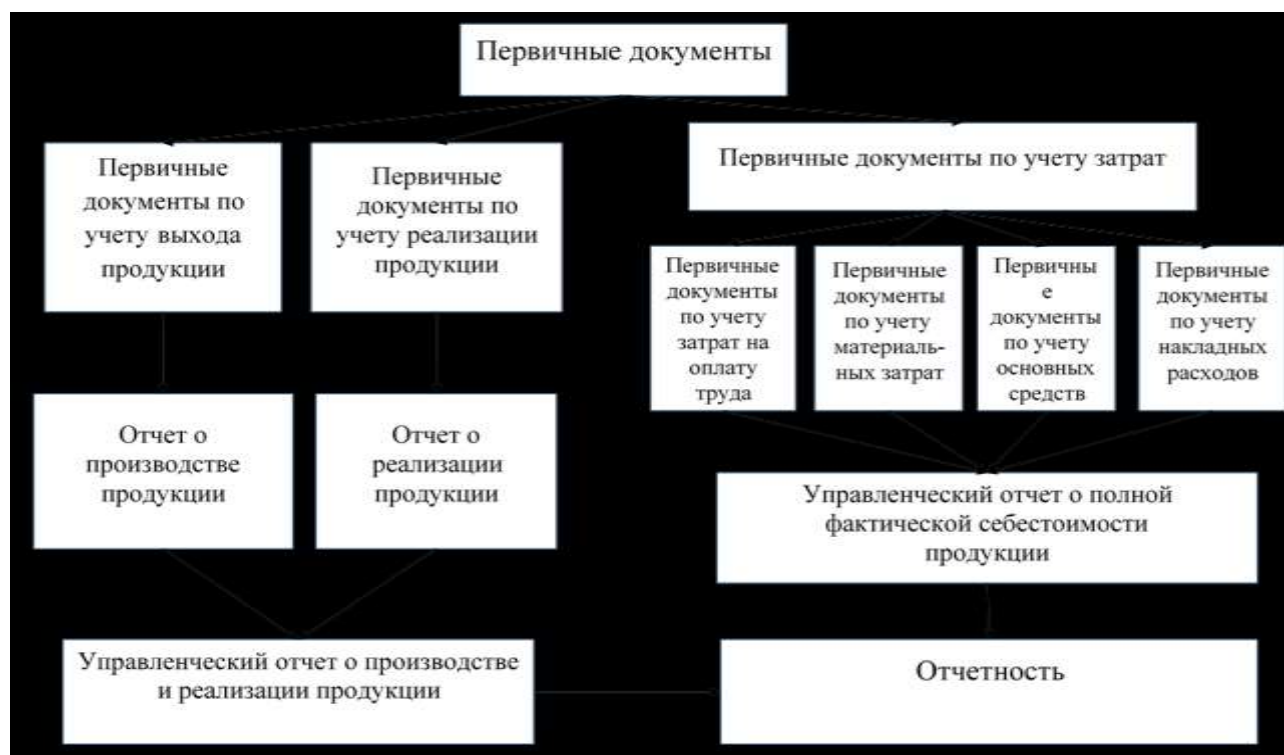 Первичные документы
Первичные
документы по
учету выхода
продукции
Первичные
документы по
учету реализации
продукции
Первичные документы по учету затрат
Первичные
документы
по учету
затрат на
оплату
труда
Первичные
документы
по учету
материаль-
ных затрат
Первичны
е
документы
по учету
основных
средств
Первичные
документы
по учету
накладных
расходов
Отчет о
производстве
продукции
Отчет о
реализации
продукции
Управленческий отчет о полной
фактической себестоимости
продукции
Управленческий отчет о производстве
и реализации продукции
Отчетность